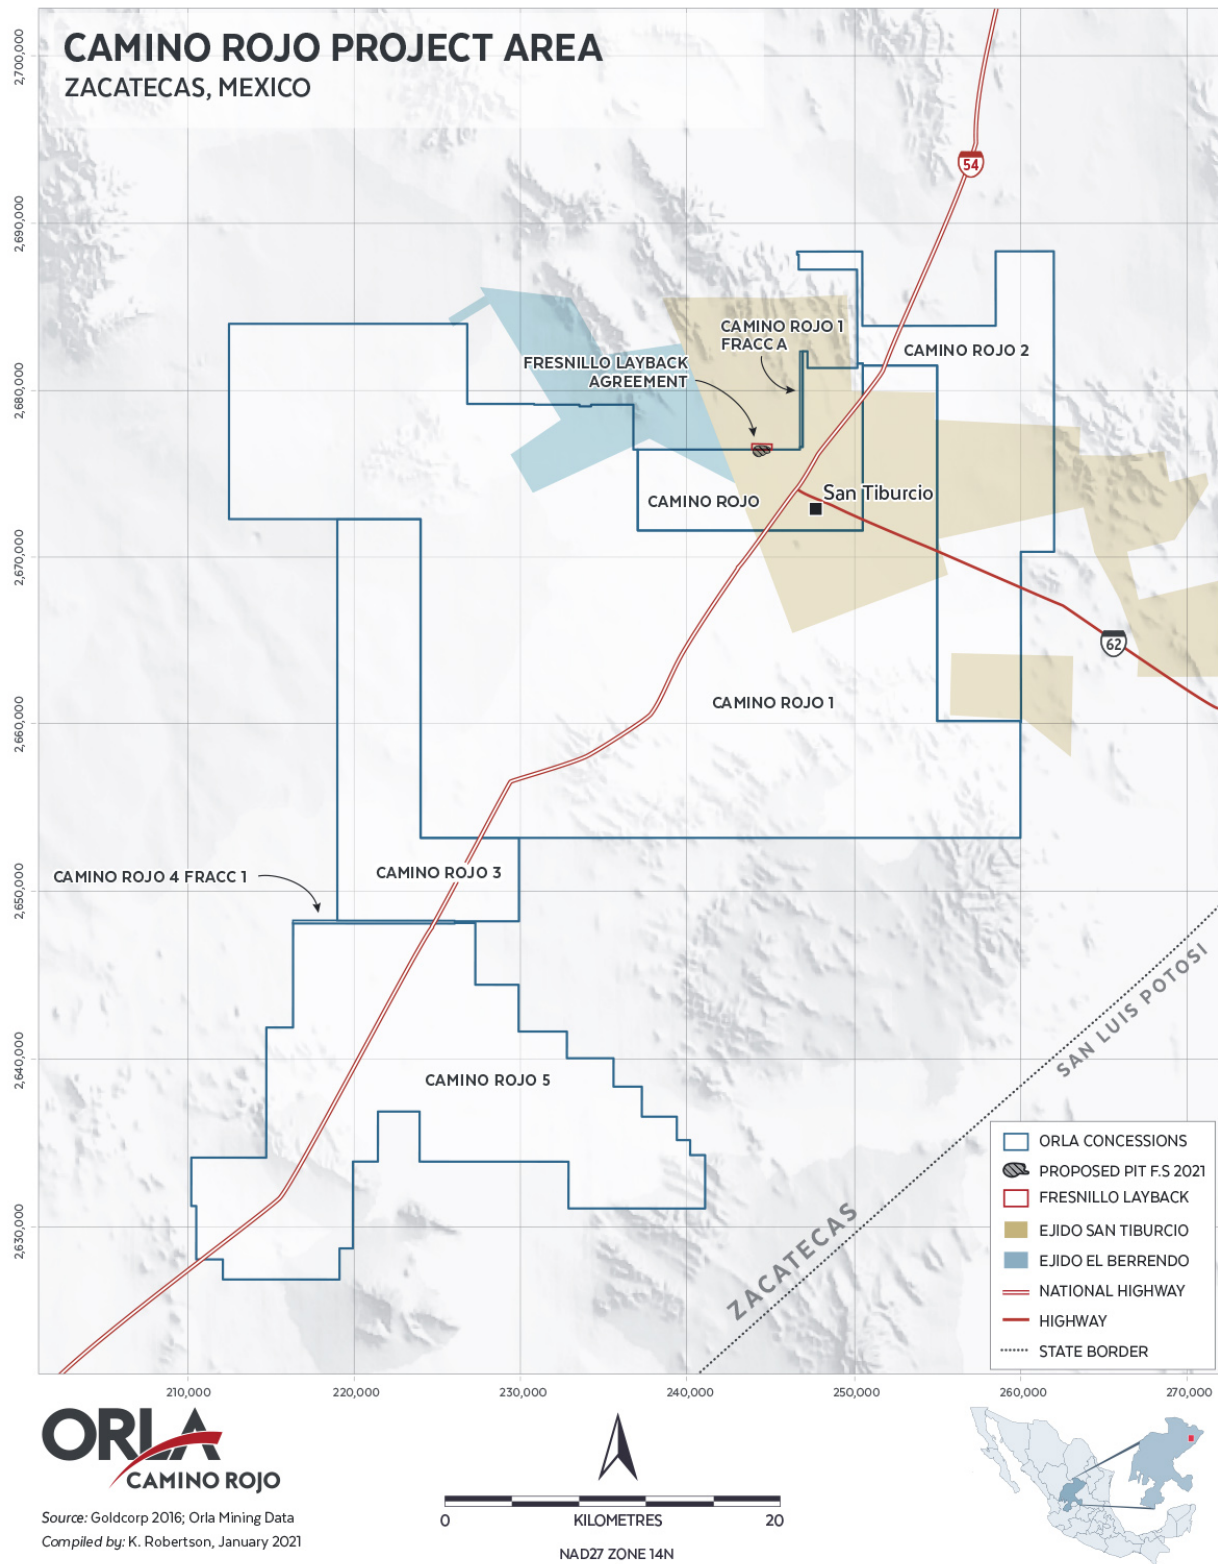 CAMINO ROJO PROJECT AREA
ZACATECAS, MEXICO
2,700,000
2,690,000
2,680,000
2,670,000
2,660,000
2,650,000
2,640,000
2,630,000
54
CAMINO ROJO 1
FRACC A
CAMINO ROJO 2
FRESNILLO LAYBACK
AGREEMENT
San Tiburcio
CAMINO ROJO
62
CAMINO ROJO 1
CAMINO ROJO 3
CAMINO ROJO 4 FRACC 1
SAN LUIS POTOSI
CAMINO ROJO 5
ZACATECAS
ORLA CONCESSIONS
PROPOSED PIT F.S 2021
FRESNILLO LAYBACK
EJIDO SAN TIBURCIO
EJIDO EL BERRENDO
NATIONAL HIGHWAY
HIGHWAY
STATE BORDER
210,000
220,000
230,000
240,000
250,000
260,000
270,000
ORLA
CAMINO ROJO
Source: Goldcorp 2016; Orla Mining Data
Compiled by: K. Robertson, January 2021
0
KILOMETRES
20
NAD27 ZONE 14N